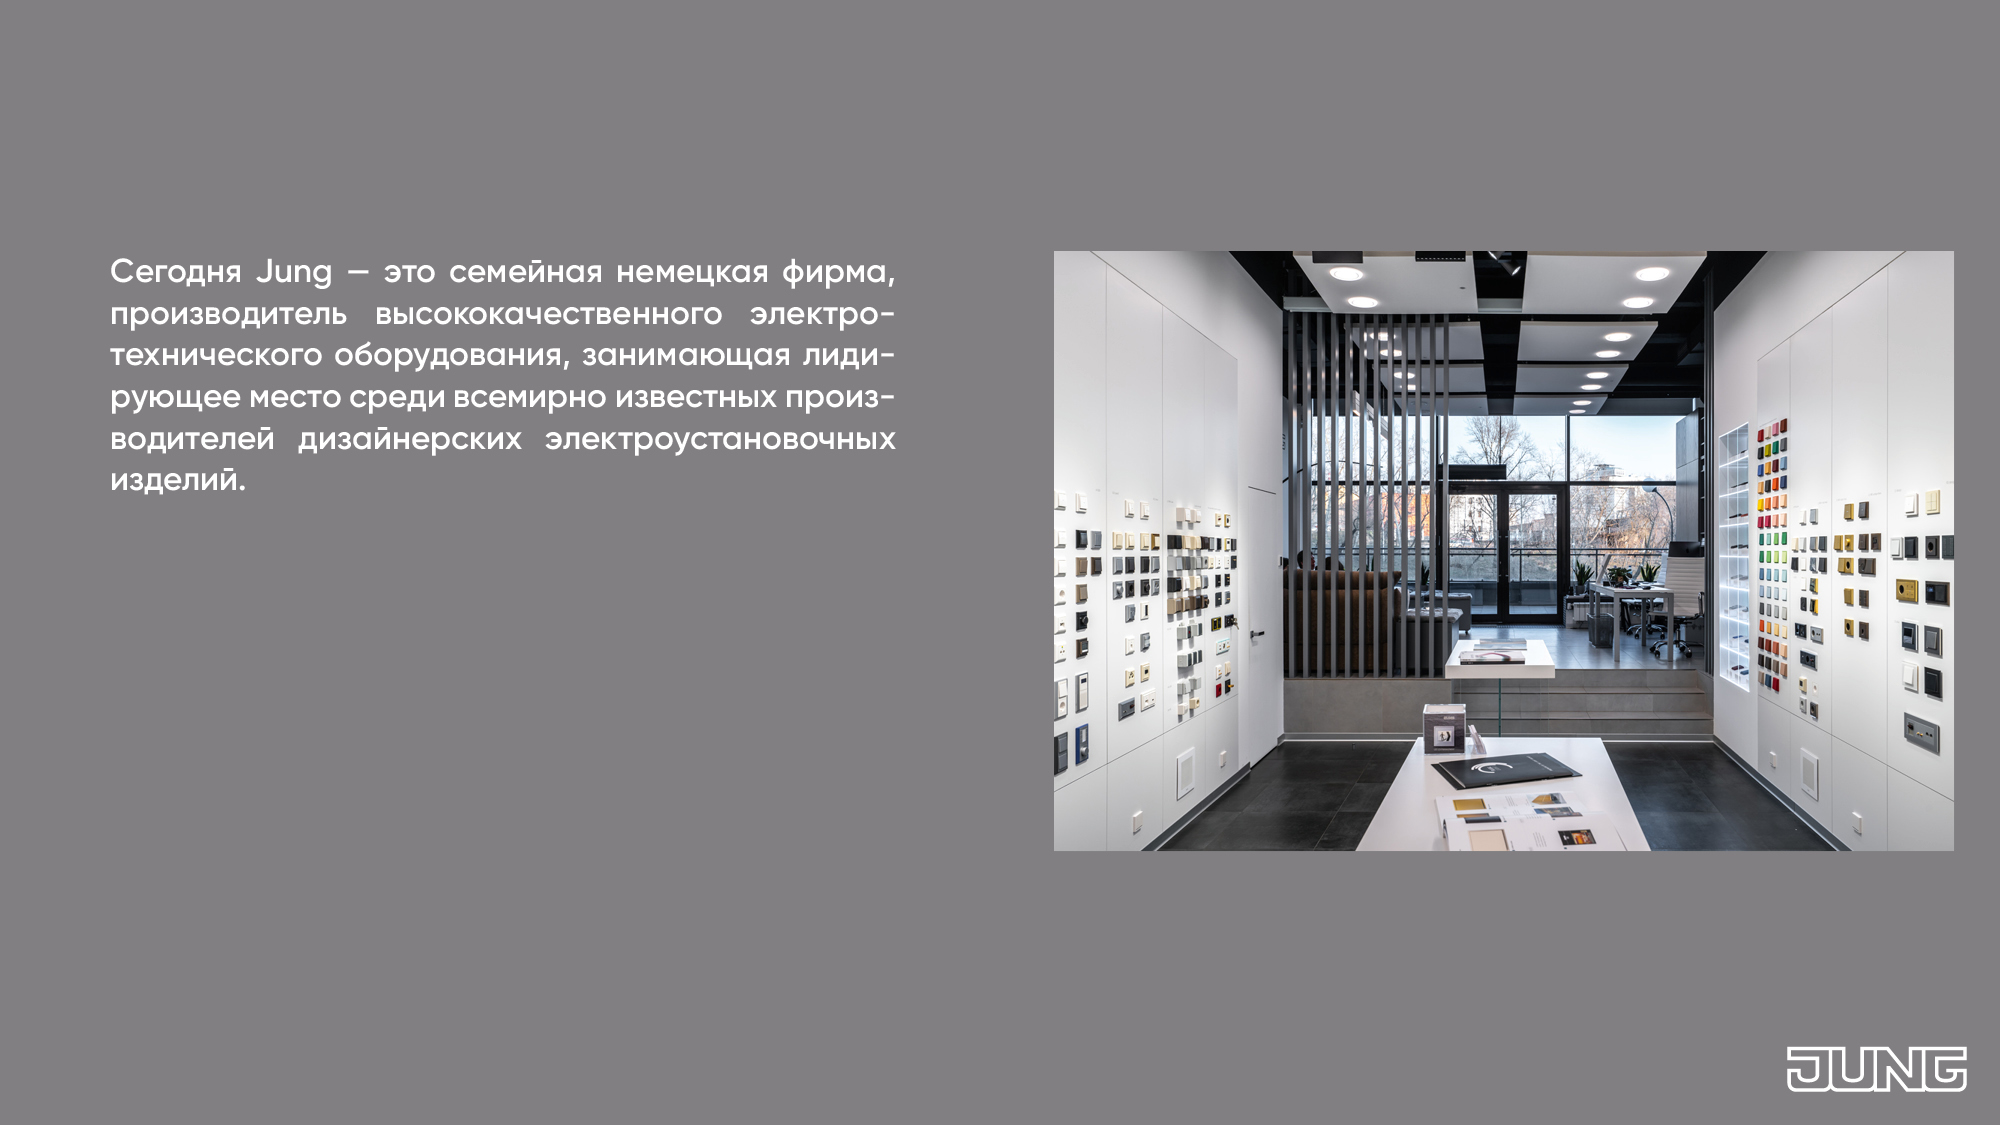 Сегодня Jung — это семейная немецкая фирма,
производитель высококачественного электро-
технического оборудования, занимающая лиди-
рующее место среди всемирно известных произ-
водителей дизайнерских электроустановочных
изделий.
JUNG